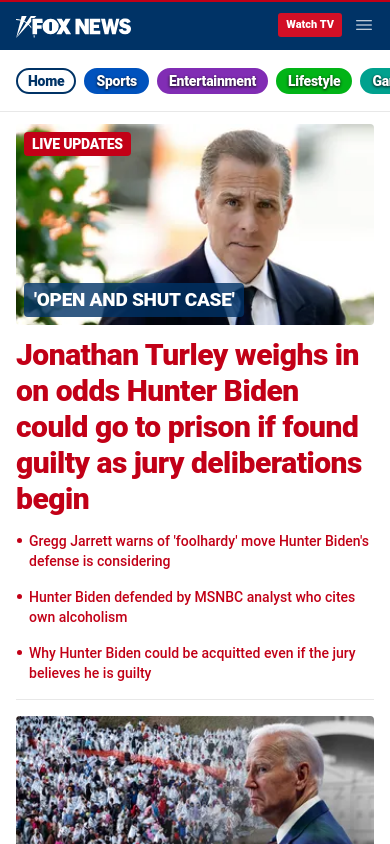 FOX NEWS
Watch TV
Home
Sports
Entertainment
Lifestyle
Ga
LIVE UPDATES
'OPEN AND SHUT CASE'
Jonathan Turley weighs in
on odds Hunter Biden
could go to prison if found
guilty as jury deliberations
begin
• Gregg Jarrett warns of 'foolhardy' move Hunter Biden's
defense is considering
• Hunter Biden defended by MSNBC analyst who cites
own alcoholism
• Why Hunter Biden could be acquitted even if the jury
believes he is guilty